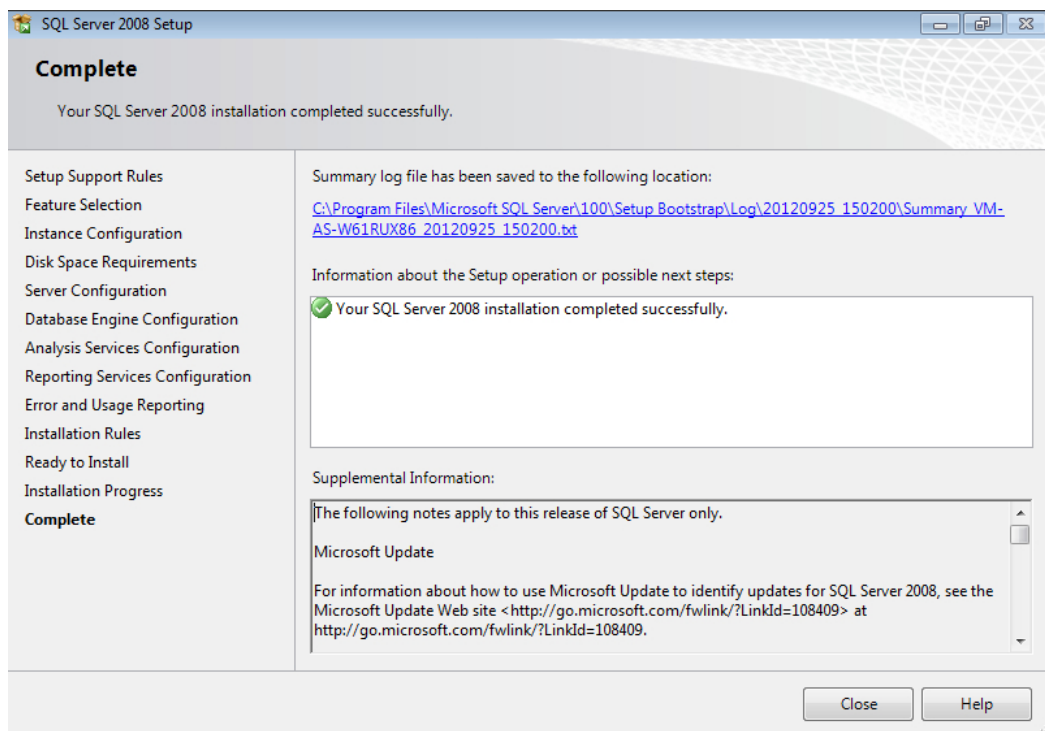 SQL Server 2008 Setup
Complete
Your SQL Server 2008 installation completed successfully.
Setup Support Rules
Feature Selection
Instance Configuration
Disk Space Requirements
Server Configuration
Database Engine Configuration
Analysis Services Configuration
Reporting Services Configuration
Error and Usage Reporting
Installation Rules
Ready to Install
Installation Progress
Complete
Summary log file has been saved to the following location:
C:\Program Files\Microsoft SQL Server\100\Setup Bootstrap\Log\20120925_150200\Summary_VM-
AS-W61RUX86_20120925_150200.txt
Information about the Setup operation or possible next steps:
Your SQL Server 2008 installation completed successfully.
Supplemental Information:
The following notes apply to this release of SQL Server only.
Microsoft Update
For information about how to use Microsoft Update to identify updates for SQL Server 2008, see the
Microsoft Update Web site <http://go.microsoft.com/fwlink/?LinkId=108409> at
http://go.microsoft.com/fwlink/?LinkId=108409.
Close
Help